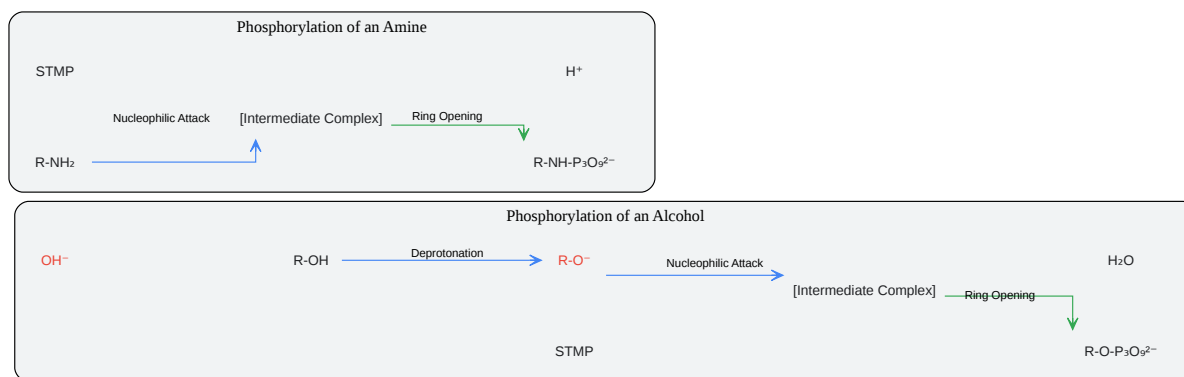 Phosphorylation of an Amine
STMP
H⁺
Nucleophilic Attack
[Intermediate Complex]
Ring Opening
R-NH₂
R-NH-P₃O₉²⁻
Phosphorylation of an Alcohol
OH⁻
R-OH
Deprotonation
R-O⁻
Nucleophilic Attack
H₂O
[Intermediate Complex]
Ring Opening
STMP
R-O-P₃O₉²⁻